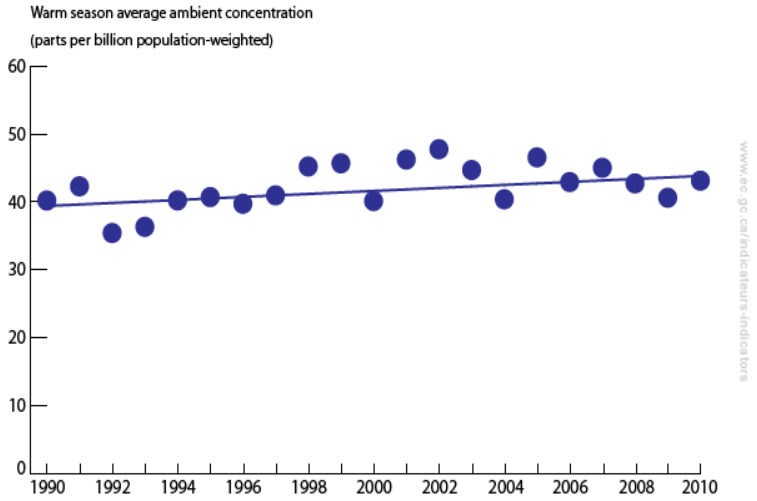 Warm season average ambient concentration
(parts per billion population-weighted)
60
50
40
30
20
10
0
1990 1992 1994 1996 1998 2000 2002 2004 2006 2008 2010
www.ec.gc.ca/indicateurs-indicators